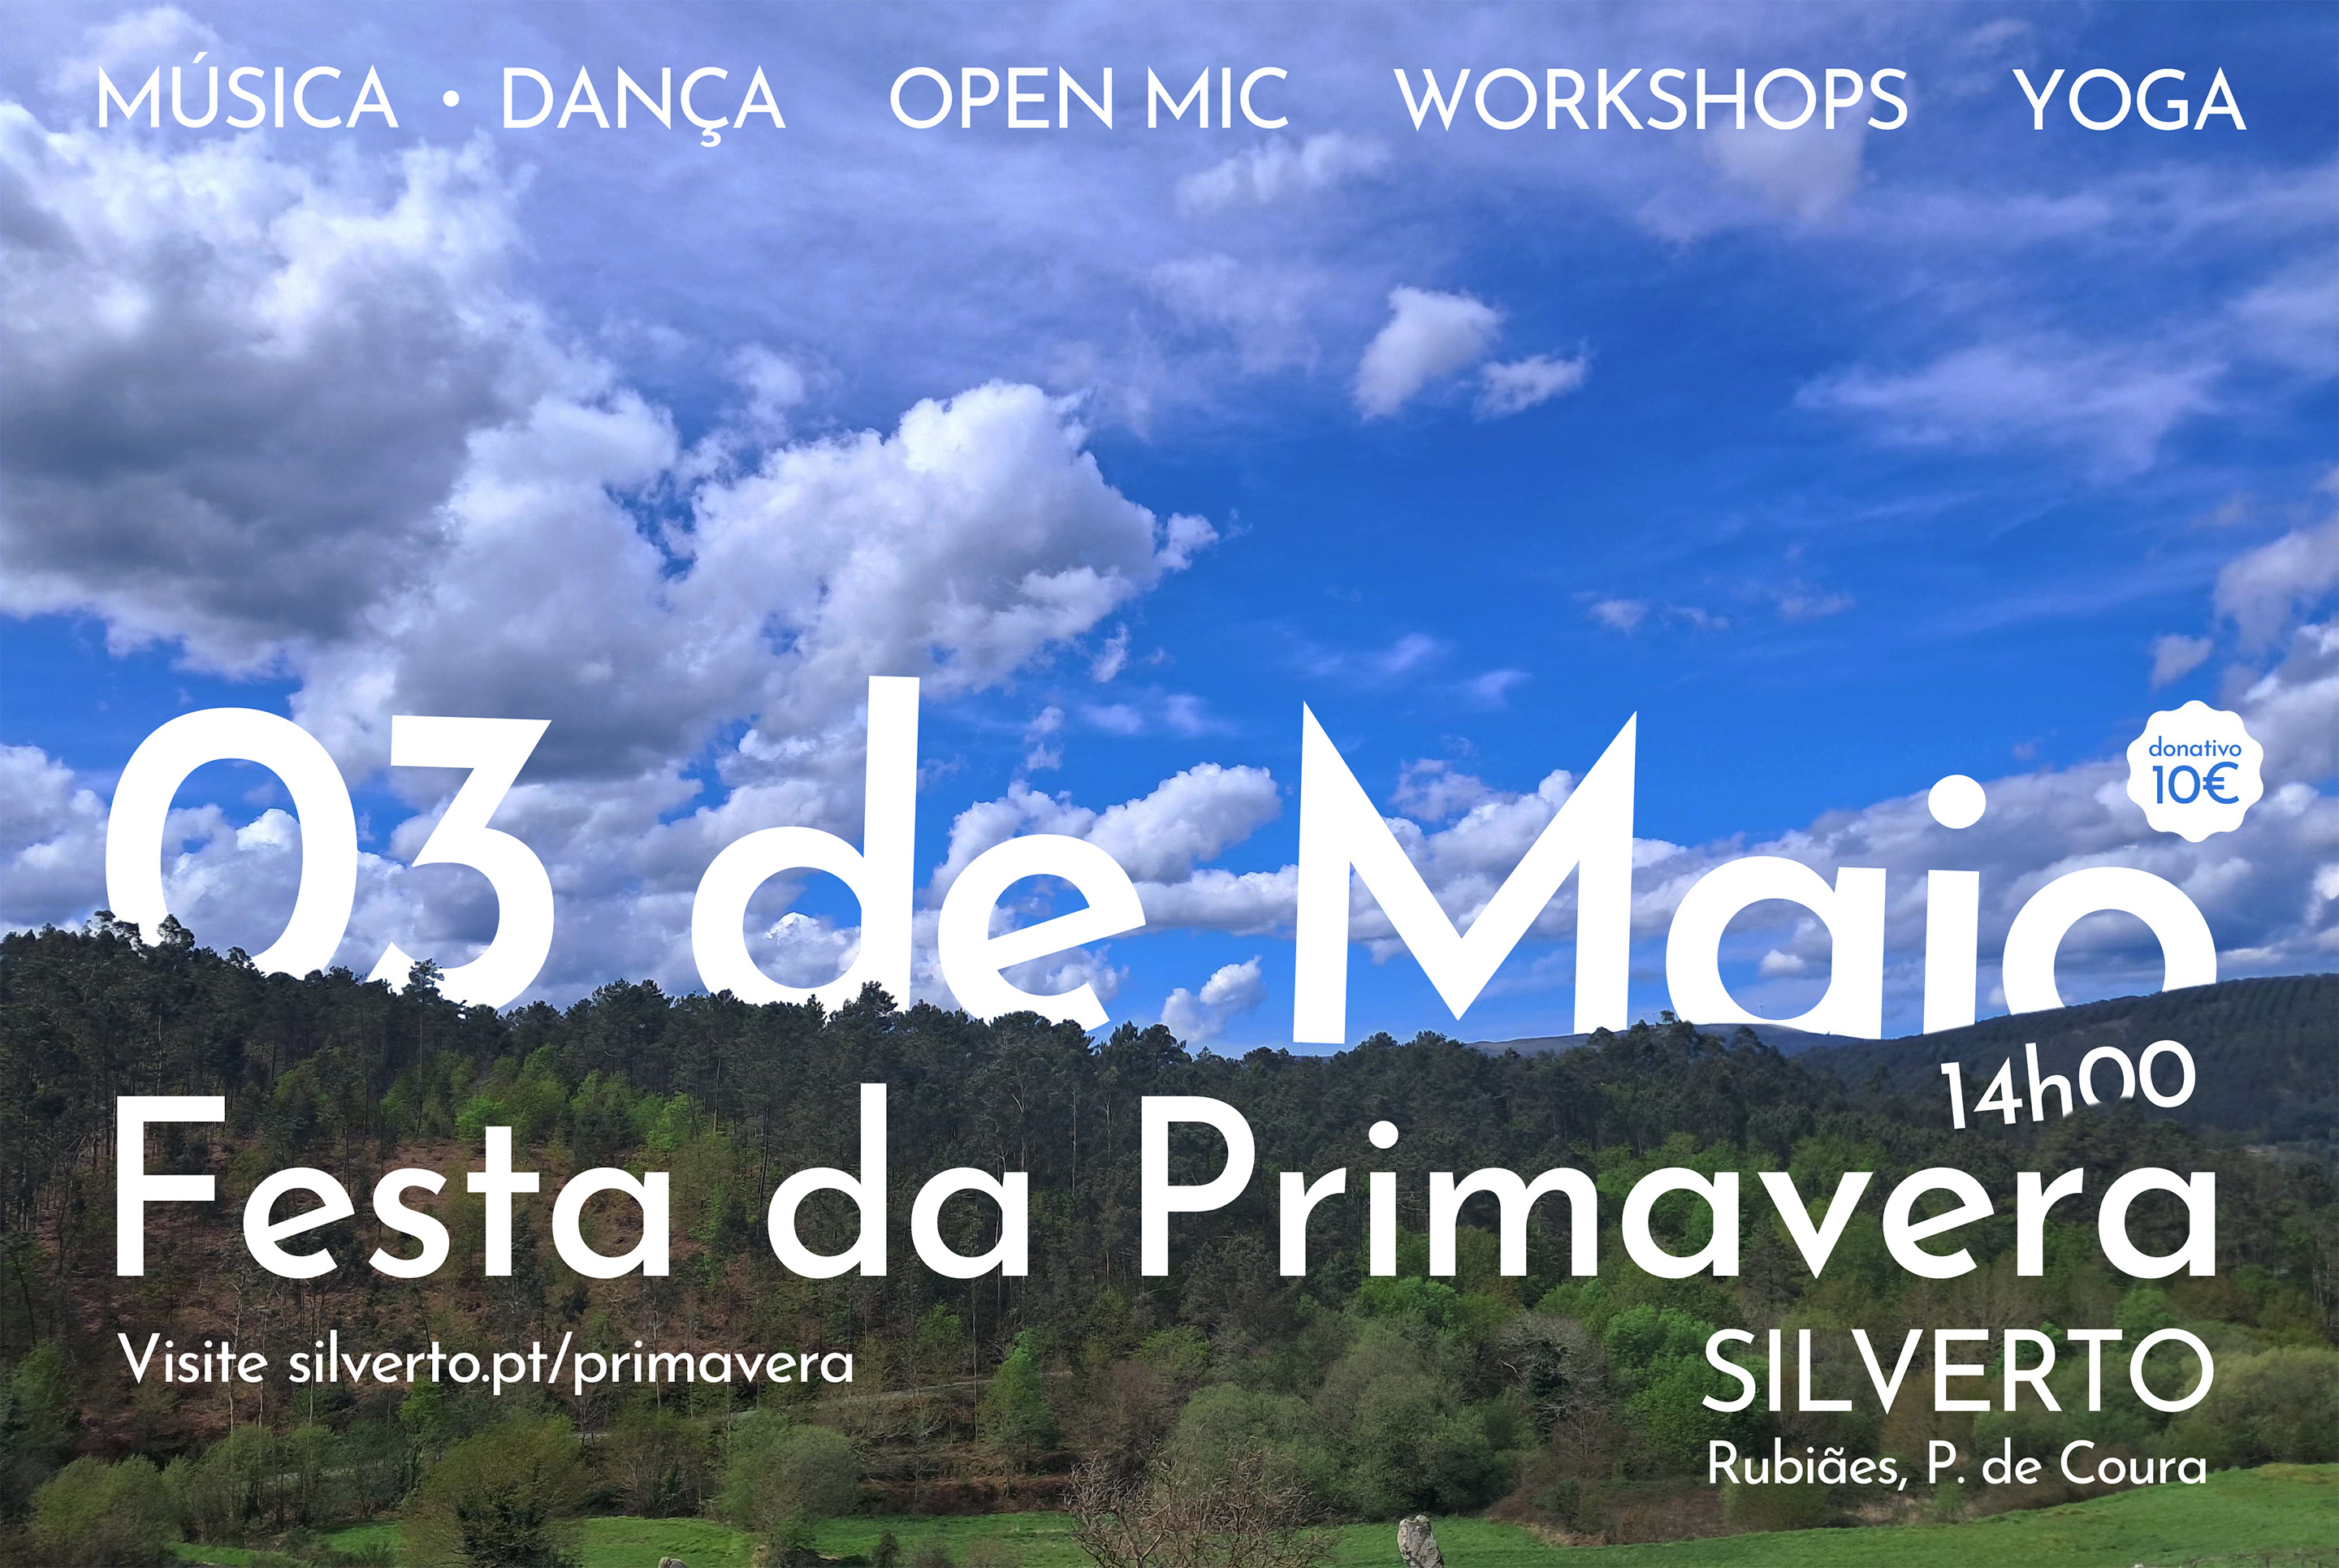 MÚSICA • DANÇA OPEN MIC WORKSHOPS YOGA
donativo
10€
03 de Maio
14h00
Festa da Primavera
Visite silverto.pt/primavera
SILVERTO
Rubiães, P. de Coura